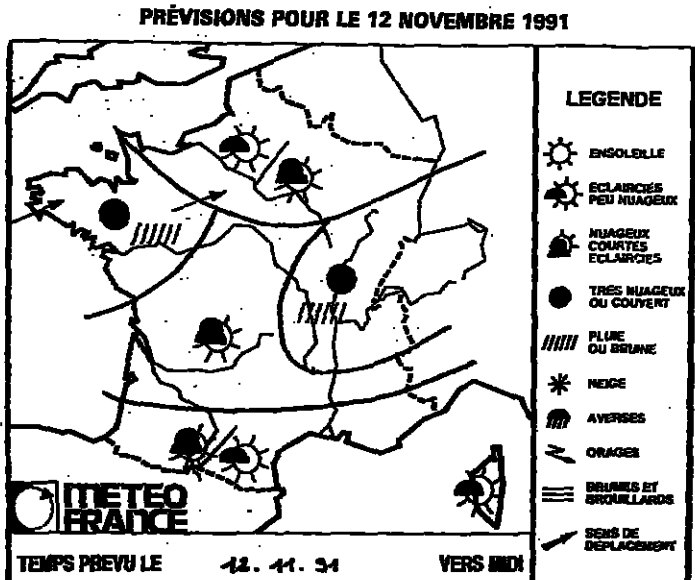 PRÉVISIONS POUR LE 12 NOVEMBRE 1991
LEGENDE
ENSOLEILLE
ECLAIRCIES
PEU NUAGEUX
NUAGEUX
COURTES
ECLAIRCIES
TRES NUAGEUX
OU COUVERT
PLUIE
OU BRUINE
NEIGE
AVERSES
ORAGES
BRUMES ET
BROUILLARDS
SENS DE
DEPLACEMENT
METEO
FRANCE
TEMPS PREVU LE 12. 11. 91 VERS MIDI